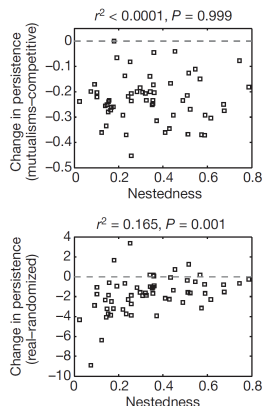 r² < 0.0001, P = 0.999
Change in persistence
(mutualisms–competitive)
0
−0.1
−0.2
−0.3
−0.4
−0.5
0 0.2 0.4 0.6 0.8
Nestedness
r² = 0.165, P = 0.001
Change in persistence
(real–randomized)
4
2
0
−2
−4
−6
−8
−10
0 0.2 0.4 0.6 0.8
Nestedness